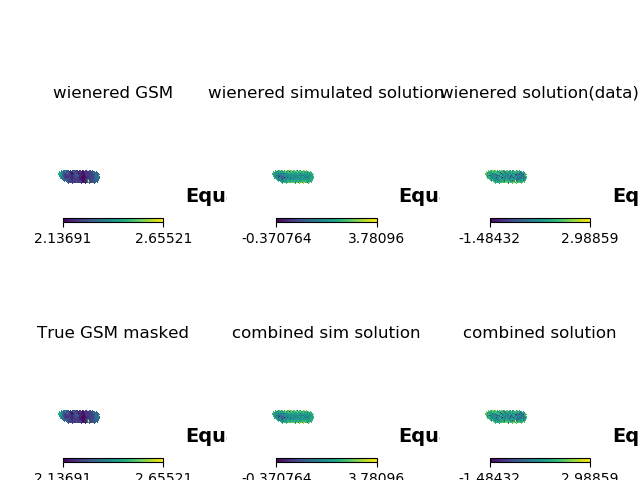 wienered GSM wienered simulated solution wienered solution(data)
Equ Equ Eq
2.13691 2.65521 -0.370764 3.78096 -1.48432 2.98859
True GSM masked combined sim solution combined solution
Equ Equ Eq
2.13691 2.65521 -0.370764 3.78096 -1.48432 2.98859